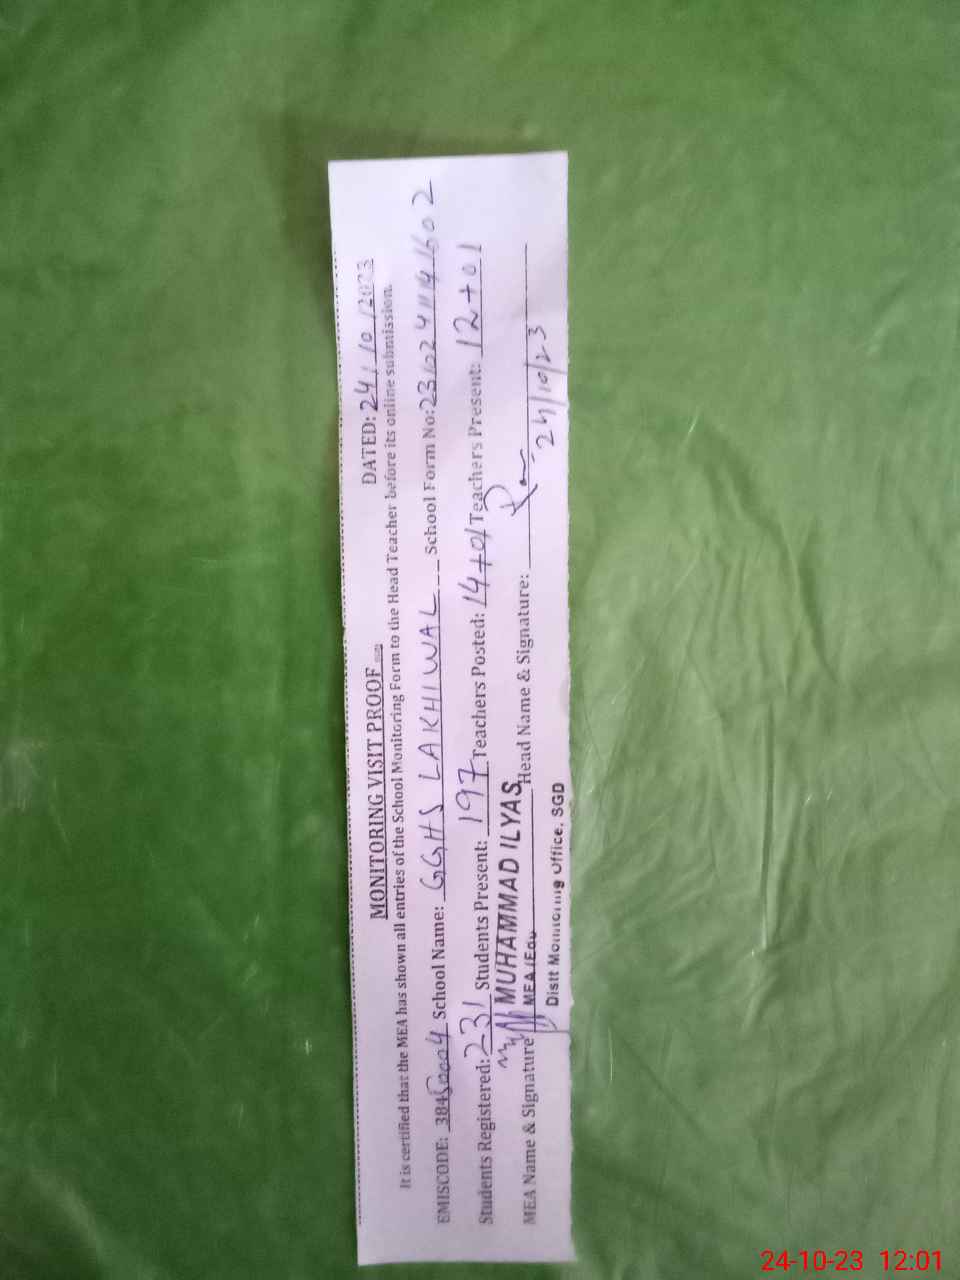 MONITORING VISIT PROOF
DATED: 24/10/2023
It is certified that the MEA has shown all entries of the School Monitoring Form to the Head Teacher before its online submission.
EMISCODE: 38450004 School Name: GGHS LAKHIWAL School Form No:
Students Registered: 231 Students Present: 197 Teachers Posted: 14+01 Teachers Present: 12+01
MEA Name & Signature MUHAMMAD ILYAS Head Name & Signature:
MEA (Edu
24/10/23
Distt Monitoring Office, SGD
24-10-23 12:01